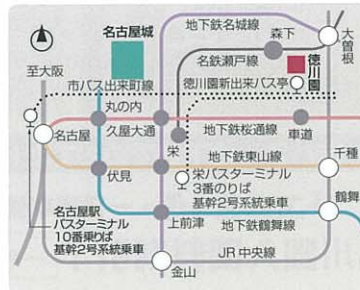 名古屋城
地下鉄名城線
森下
大曽根
名鉄瀬戸線
徳川園
至大阪
市バス出来町線
徳川園新出来バス亭
丸の内
名古屋
久屋大通
栄
地下鉄桜通線
車道
伏見
地下鉄東山線
千種
栄バスターミナル
3番のりば
基幹2号系統乗車
名古屋駅
バスターミナル
10番乗りば
基幹2号系統乗車
上前津
地下鉄鶴舞線
鶴舞
JR中央線
金山